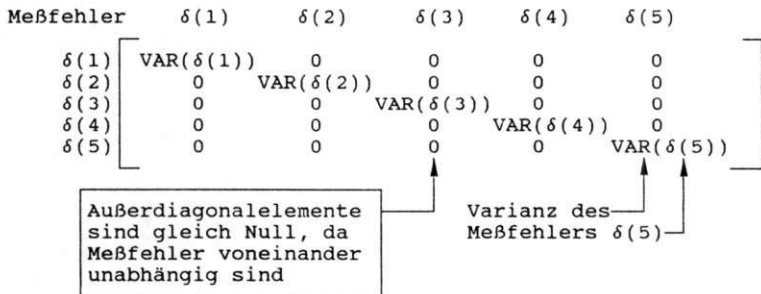 Meßfehler δ(1) δ(2) δ(3) δ(4) δ(5)
δ(1) VAR(δ(1)) 0 0 0 0
δ(2) 0 VAR(δ(2)) 0 0 0
δ(3) 0 0 VAR(δ(3)) 0 0
δ(4) 0 0 0 VAR(δ(4)) 0
δ(5) 0 0 0 0 VAR(δ(5))
Außerdiagonalelemente
sind gleich Null, da
Meßfehler voneinander
unabhängig sind
Varianz des
Meßfehlers δ(5)